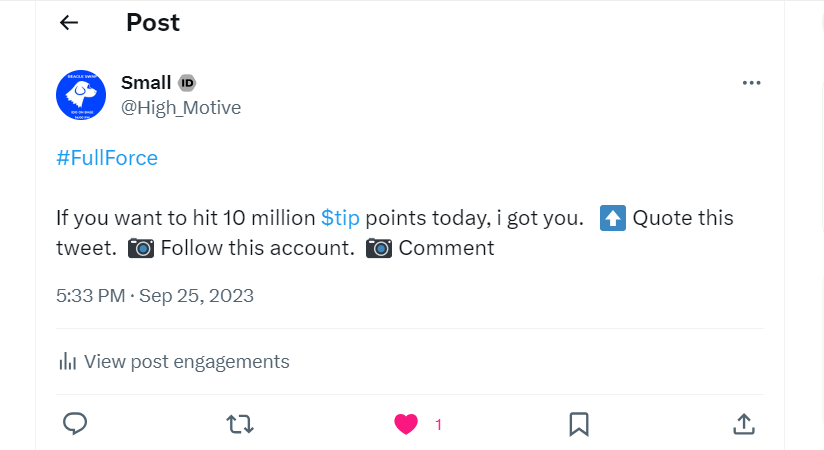 Post
Small ID
@High_Motive
#FullForce
If you want to hit 10 million $tip points today, i got you. ⬆️ Quote this
tweet. 📷 Follow this account. 📷 Comment
5:33 PM · Sep 25, 2023
View post engagements
1